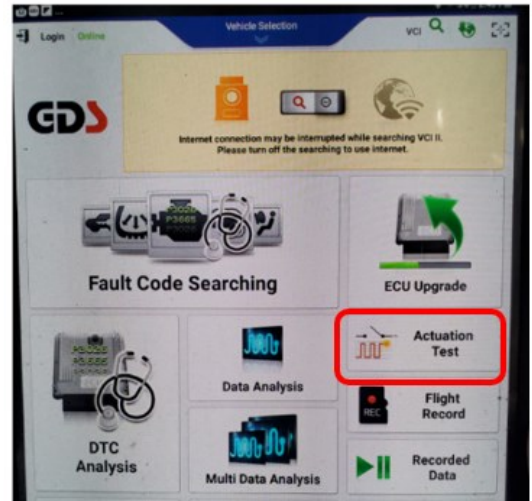 Login
Online
Vehicle Selection
VCI
GDS
Internet connection may be interrupted while searching VCI II.
Please turn off the searching to use internet.
Fault Code Searching
ECU Upgrade
Actuation
Test
DTC
Analysis
Data Analysis
Multi Data Analysis
REC
Flight
Record
Recorded
Data